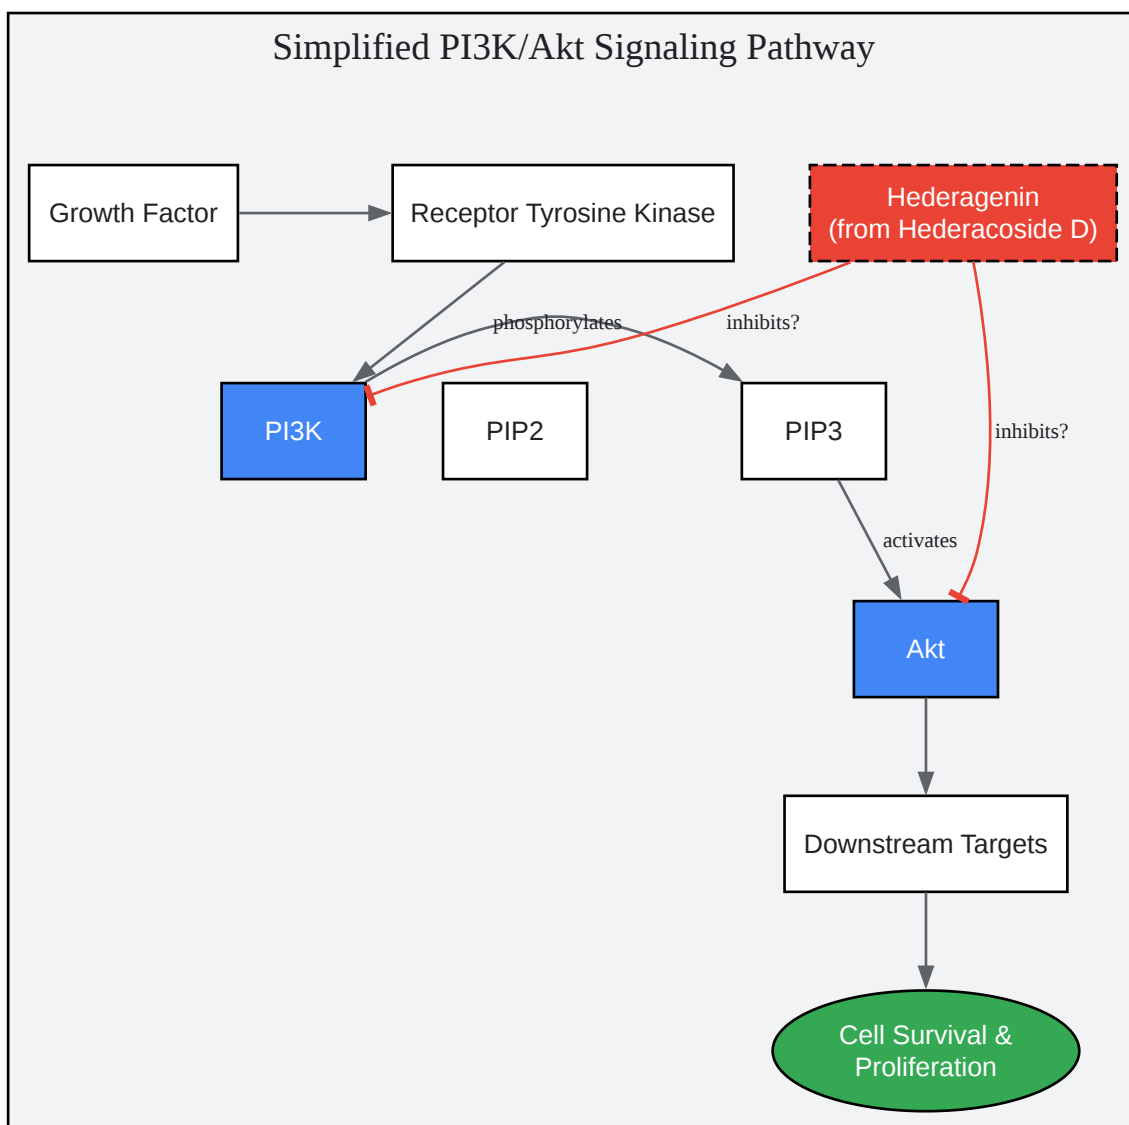 Simplified PI3K/Akt Signaling Pathway
Growth Factor
Receptor Tyrosine Kinase
Hederagenin
(from Hederacoside D)
phosphorylates
inhibits?
PI3K
PIP2
PIP3
inhibits?
activates
Akt
Downstream Targets
Cell Survival &
Proliferation